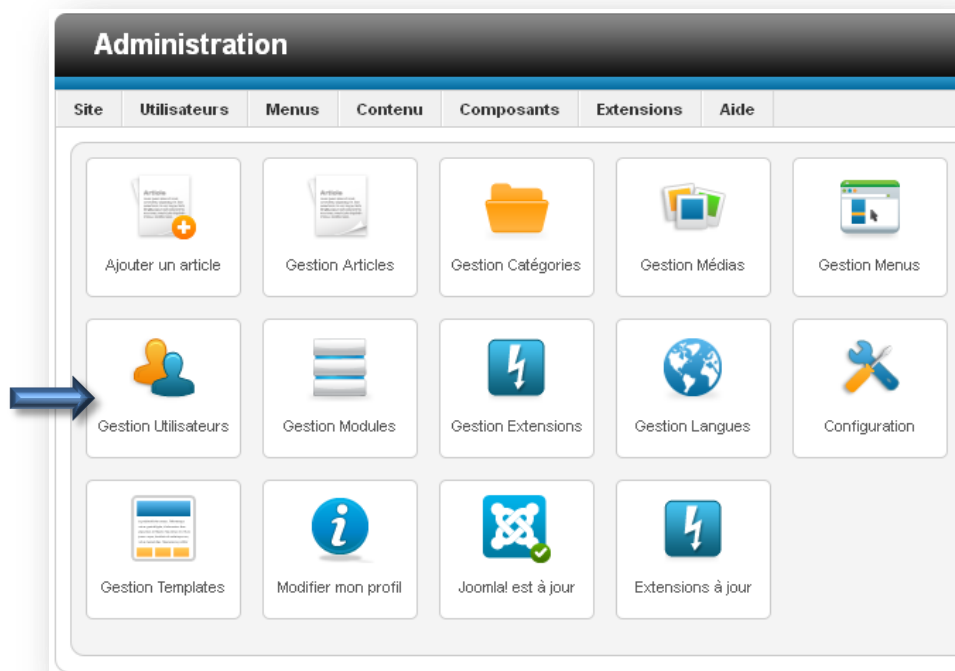 Administration
Site Utilisateurs Menus Contenu Composants Extensions Aide
Article Article
Ajouter un article Gestion Articles Gestion Catégories Gestion Médias Gestion Menus
Gestion Utilisateurs Gestion Modules Gestion Extensions Gestion Langues Configuration
Gestion Templates Modifier mon profil Joomla! est à jour Extensions à jour